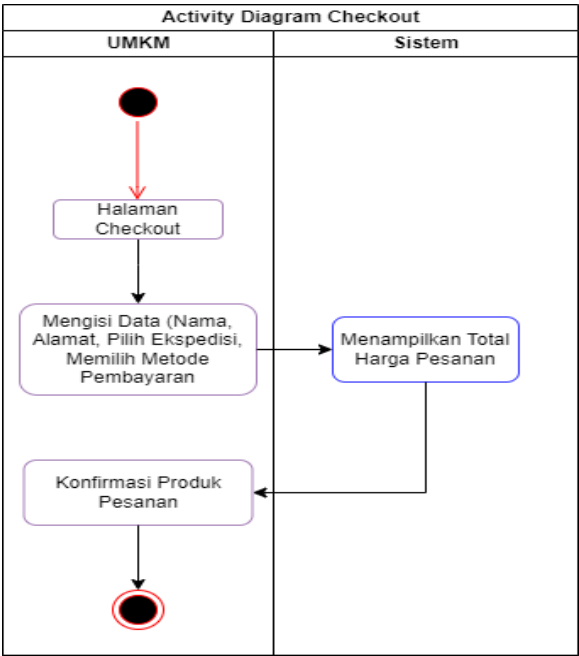 Activity Diagram Checkout
UMKM
Sistem
Halaman
Checkout
Mengisi Data (Nama,
Alamat, Pilih Ekspedisi,
Memilih Metode
Pembayaran
Menampilkan Total
Harga Pesanan
Konfirmasi Produk
Pesanan